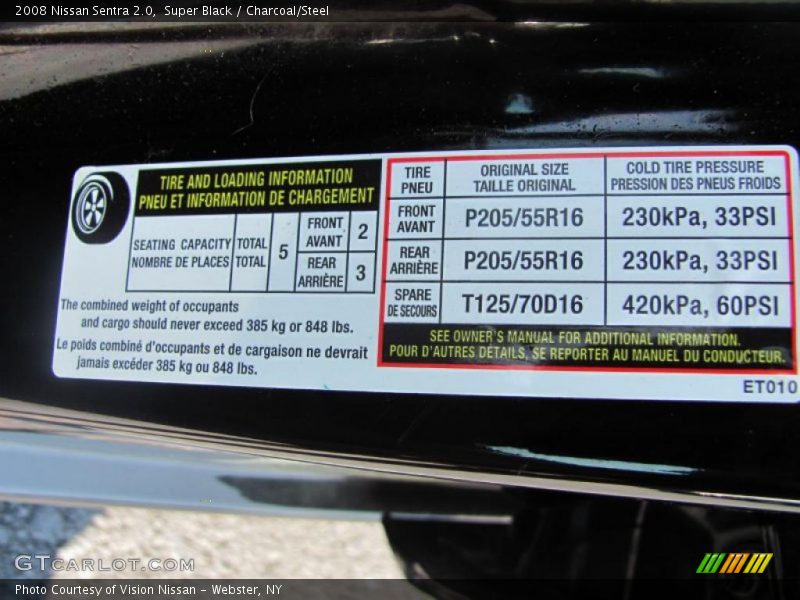 2008 Nissan Sentra 2.0, Super Black / Charcoal/Steel
TIRE AND LOADING INFORMATION
PNEU ET INFORMATION DE CHARGEMENT
SEATING CAPACITY
NOMBRE DE PLACES
TOTAL
TOTAL
5
FRONT
AVANT
2
REAR
ARRIÈRE
3
The combined weight of occupants
and cargo should never exceed 385 kg or 848 lbs.
Le poids combiné d'occupants et de cargaison ne devrait
jamais excéder 385 kg ou 848 lbs.
TIRE
PNEU
ORIGINAL SIZE
TAILLE ORIGINAL
COLD TIRE PRESSURE
PRESSION DES PNEUS FROIDS
FRONT
AVANT
P205/55R16
230kPa, 33PSI
REAR
ARRIÈRE
P205/55R16
230kPa, 33PSI
SPARE
DE SECOURS
T125/70D16
420kPa, 60PSI
SEE OWNER'S MANUAL FOR ADDITIONAL INFORMATION.
POUR D'AUTRES DÉTAILS, SE REPORTER AU MANUEL DU CONDUCTEUR.
ET010
GTCARLOT.COM
Photo Courtesy of Vision Nissan - Webster, NY